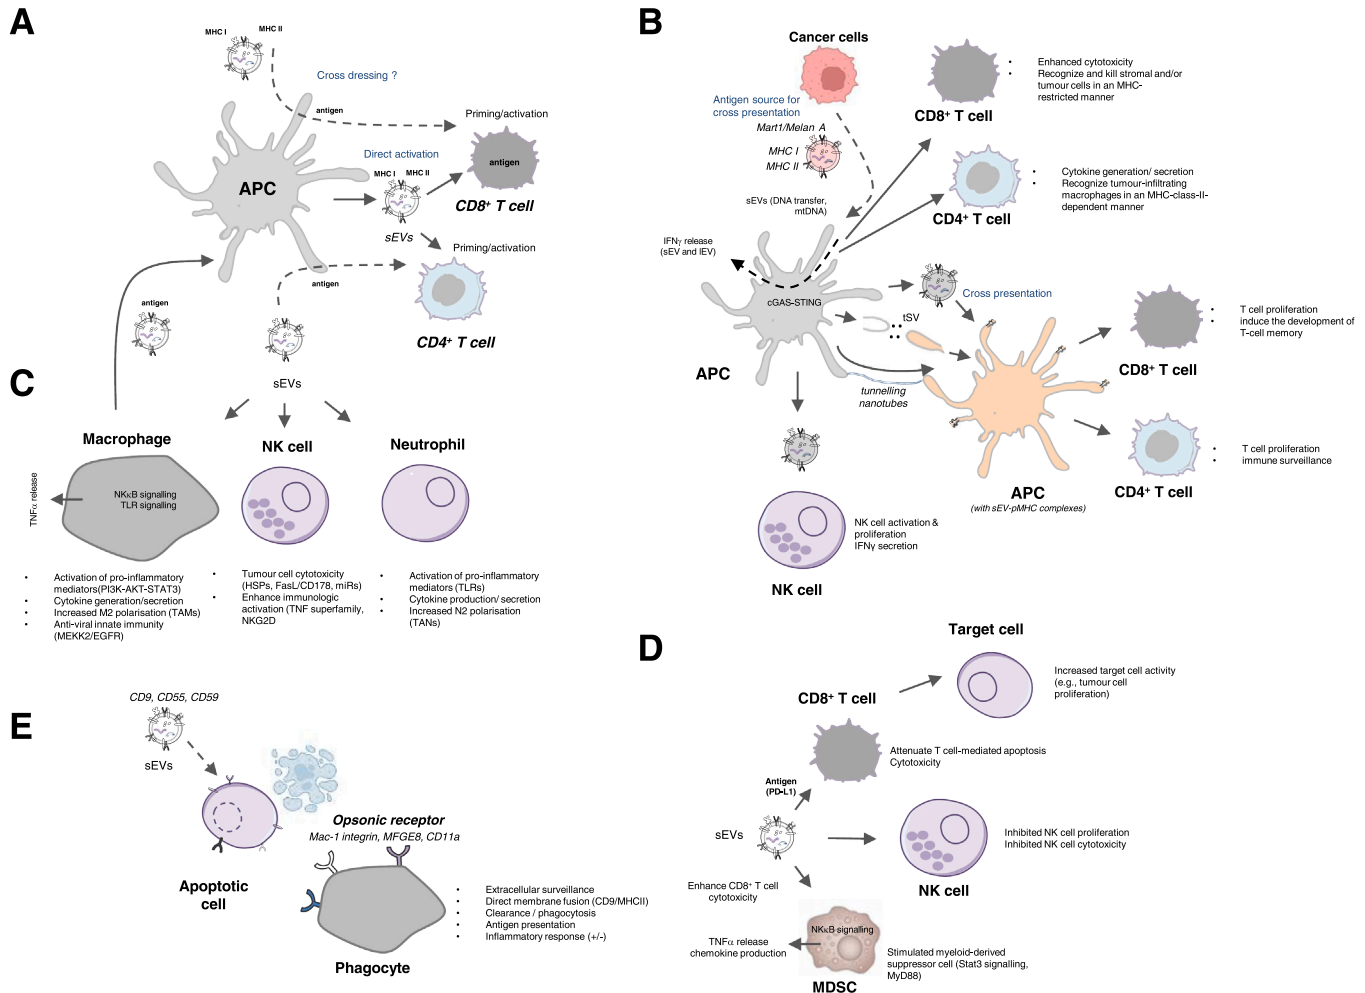 A
MHC I
MHC II
Cross dressing ?
antigen
Priming/activation
Direct activation
MHC I
MHC II
antigen
APC
CD8⁺ T cell
sEVs
Priming/activation
antigen
CD4⁺ T cell
antigen
sEVs
C
Macrophage
NK cell
Neutrophil
TNFα release
NKκB signalling
TLR signalling
• Activation of pro-inflammatory
mediators(PI3K-AKT-STAT3)
• Cytokine generation/secretion
• Increased M2 polarisation (TAMs)
• Anti-viral innate immunity
(MEKK2/EGFR)
• Tumour cell cytotoxicity
(HSPs, FasL/CD178, miRs)
• Enhance immunologic
activation (TNF superfamily,
NKG2D
• Activation of pro-inflammatory
mediators (TLRs)
• Cytokine production/ secretion
• Increased N2 polarisation
(TANs)
B
Cancer cells
Antigen source for
cross presentation
Mart1/Melan A
MHC I
MHC II
sEVs (DNA transfer,
mtDNA)
CD8⁺ T cell
• Enhanced cytotoxicity
• Recognize and kill stromal and/or
tumour cells in an MHC-
restricted manner
CD4⁺ T cell
• Cytokine generation/ secretion
• Recognize tumour-infiltrating
macrophages in an MHC-class-II-
dependent manner
IFNγ release
(sEV and lEV)
cGAS-STING
Cross presentation
tSV
APC
tunnelling
nanotubes
CD8⁺ T cell
• T cell proliferation
• induce the development of
T-cell memory
APC
(with sEV-pMHC complexes)
CD4⁺ T cell
• T cell proliferation
• immune surveillance
NK cell activation &
proliferation
IFNγ secretion
NK cell
D
Target cell
Increased target cell activity
(e.g., tumour cell
proliferation)
CD8⁺ T cell
Attenuate T cell-mediated apoptosis
Cytotoxicity
Antigen
(PD-L1)
sEVs
Inhibited NK cell proliferation
Inhibited NK cell cytotoxicity
NK cell
Enhance CD8⁺ T cell
cytotoxicity
NKκB signalling
TNFα release
chemokine production
Stimulated myeloid-derived
suppressor cell (Stat3 signalling,
MyD88)
MDSC
E
CD9, CD55, CD59
sEVs
Opsonic receptor
Mac-1 integrin, MFGE8, CD11a
Apoptotic
cell
• Extracellular surveillance
• Direct membrane fusion (CD9/MHCII)
• Clearance / phagocytosis
• Antigen presentation
• Inflammatory response (+/-)
Phagocyte